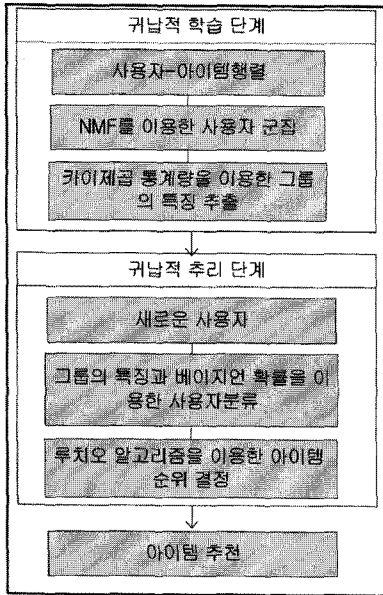 귀납적 학습 단계
사용자-아이템행렬
NMF를 이용한 사용자 군집
카이제곱 통계량을 이용한 그룹
의 특징 추출
귀납적 추리 단계
새로운 사용자
그룹의 특징과 베이지언 확률을 이
용한 사용자분류
루치오 알고리즘을 이용한 아이템
순위 결정
아이템 추천